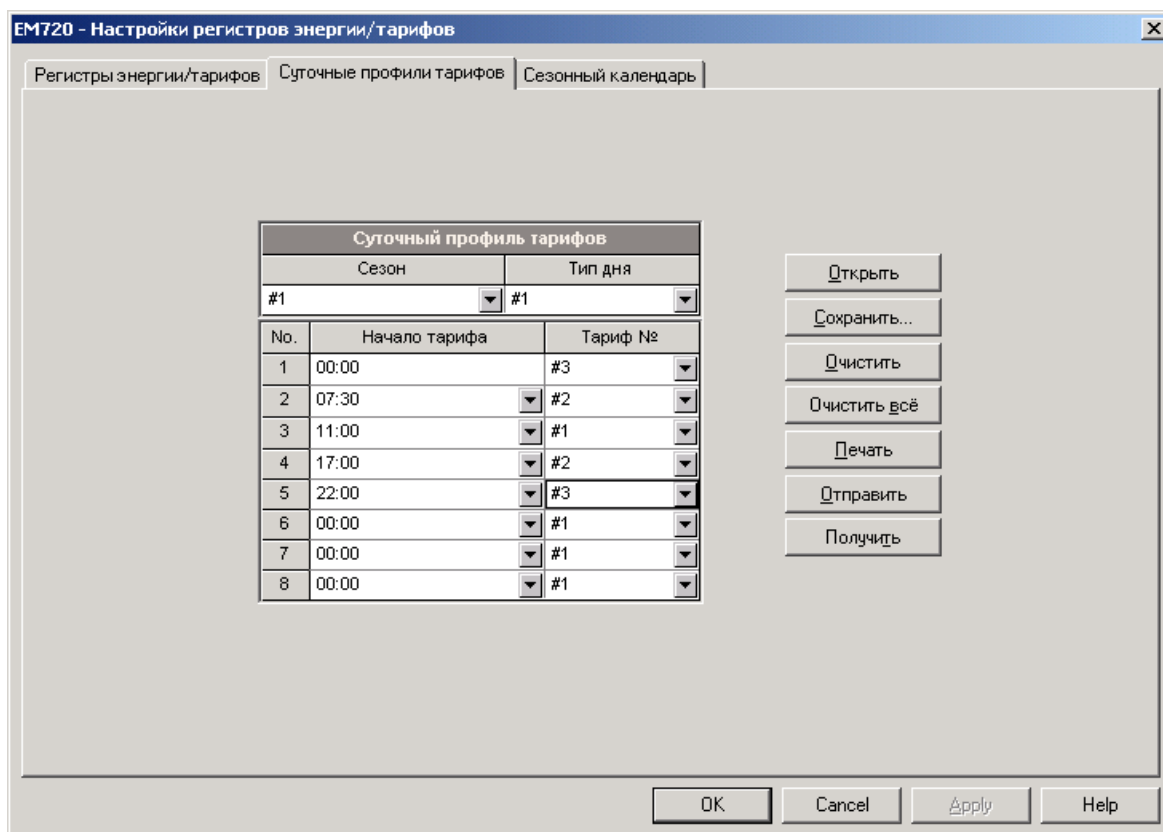 EM720 - Настройки регистров энергии/тарифов
Регистры энергии/тарифов Суточные профили тарифов Сезонный календарь
Суточный профиль тарифов
Сезон Тип дня
#1 #1
No. Начало тарифа Тариф №
1 00:00 #3
2 07:30 #2
3 11:00 #1
4 17:00 #2
5 22:00 #3
6 00:00 #1
7 00:00 #1
8 00:00 #1
Открыть
Сохранить...
Очистить
Очистить всё
Печать
Отправить
Получить
OK Cancel Apply Help